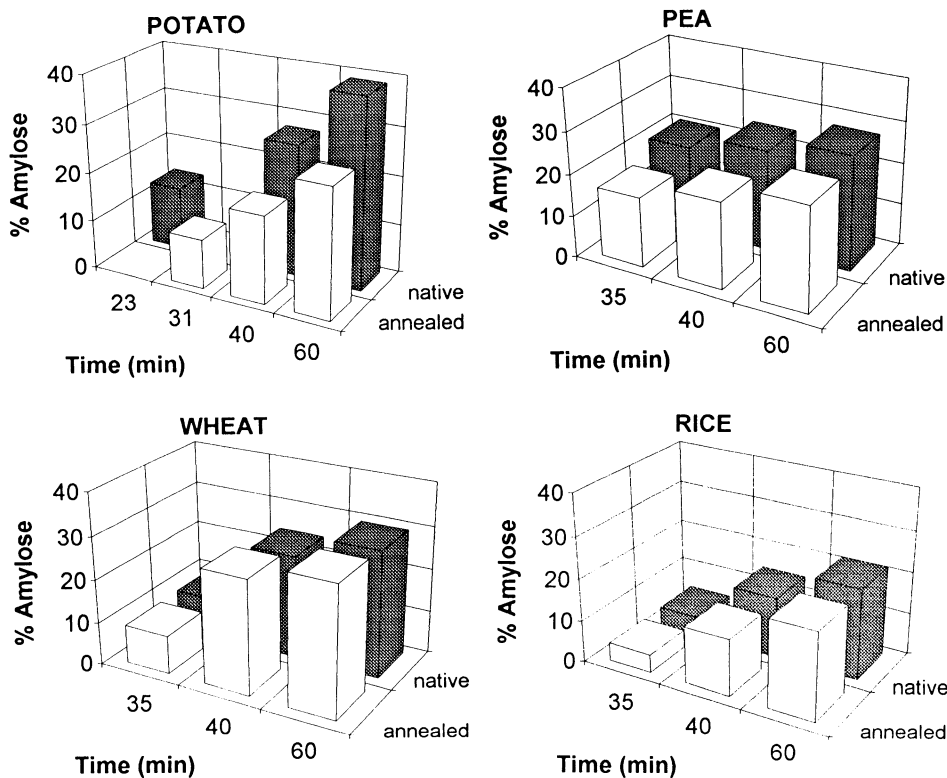 POTATO
% Amylose
40
30
20
10
0
23
31
40
60
native
annealed
Time (min)
PEA
% Amylose
40
30
20
10
0
35
40
60
native
annealed
Time (min)
WHEAT
% Amylose
40
30
20
10
0
35
40
60
native
annealed
Time (min)
RICE
% Amylose
40
30
20
10
0
35
40
60
native
annealed
Time (min)